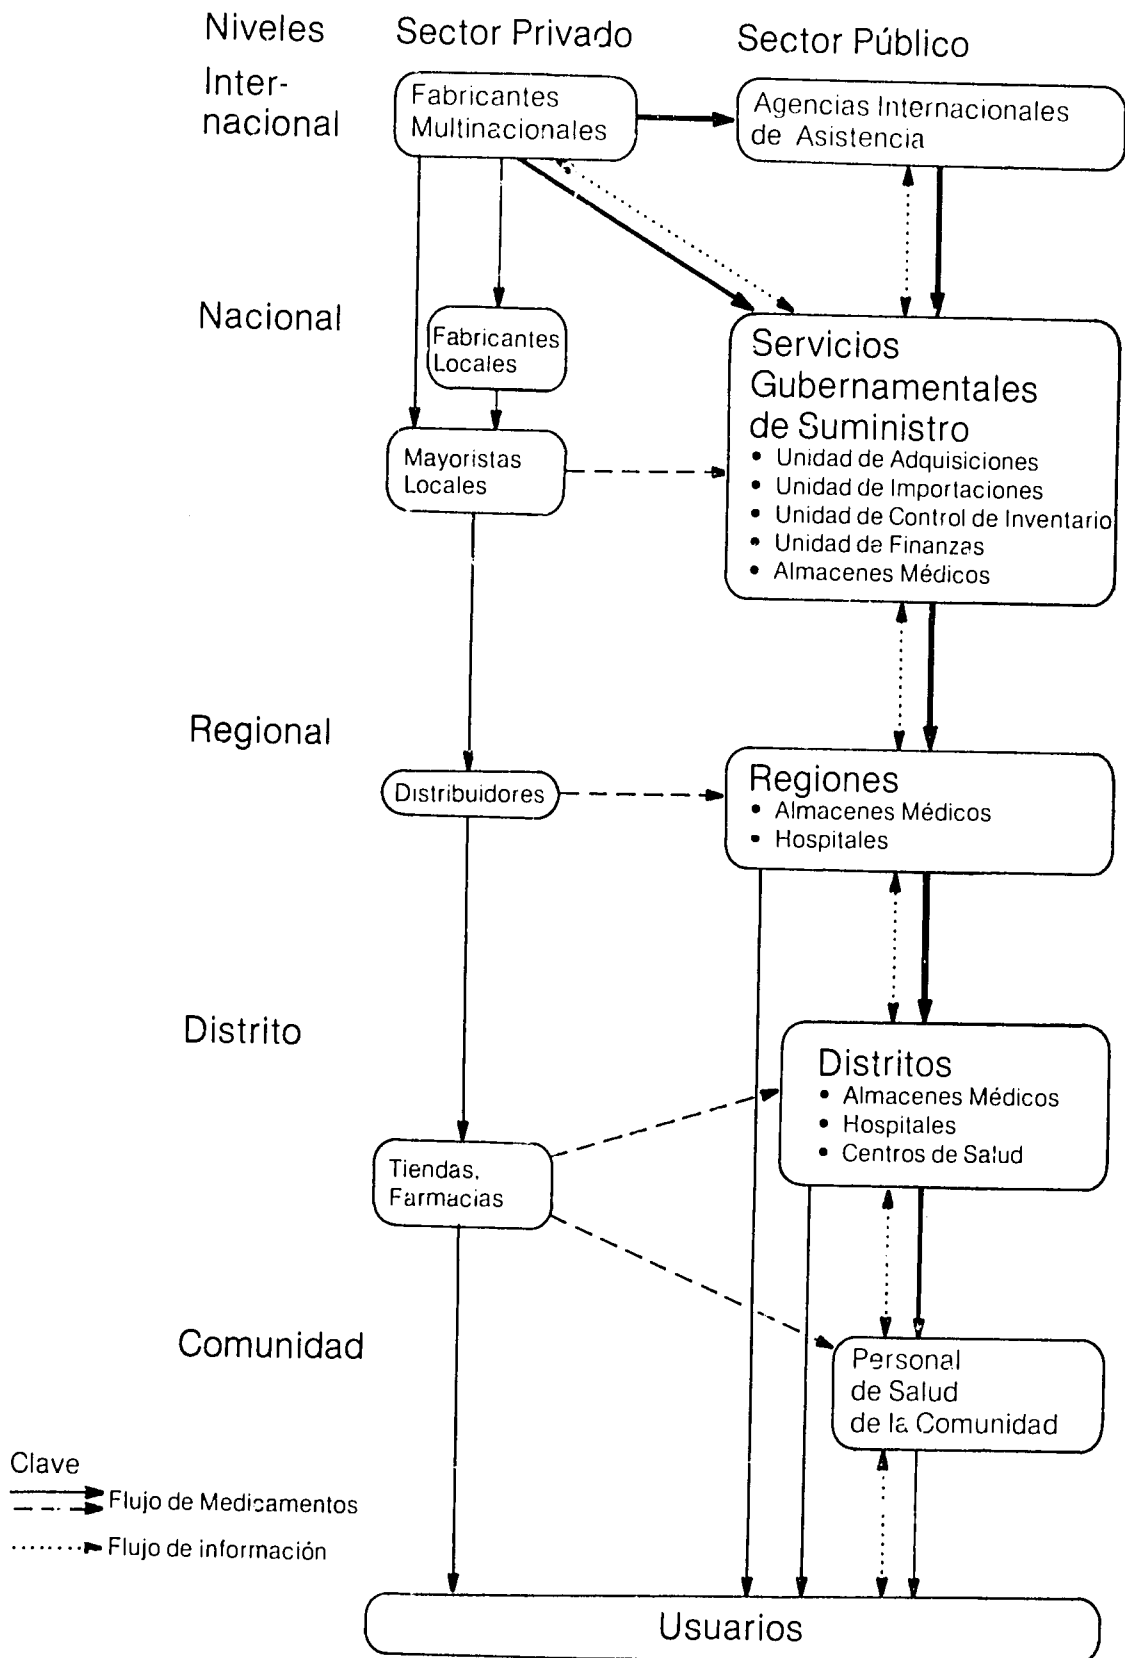 Niveles Sector Privado Sector Público
Inter-
nacional
Fabricantes
Multinacionales
Agencias Internacionales
de Asistencia
Nacional
Fabricantes
Locales
Mayoristas
Locales
Servicios
Gubernamentales
de Suministro
• Unidad de Adquisiciones
• Unidad de Importaciones
• Unidad de Control de Inventario
• Unidad de Finanzas
• Almacenes Médicos
Regional
Distribuidores
Regiones
• Almacenes Médicos
• Hospitales
Distrito
Distritos
• Almacenes Médicos
• Hospitales
• Centros de Salud
Tiendas,
Farmacias
Comunidad
Personal
de Salud
de la Comunidad
Clave
Flujo de Medicamentos
Flujo de información
Usuarios